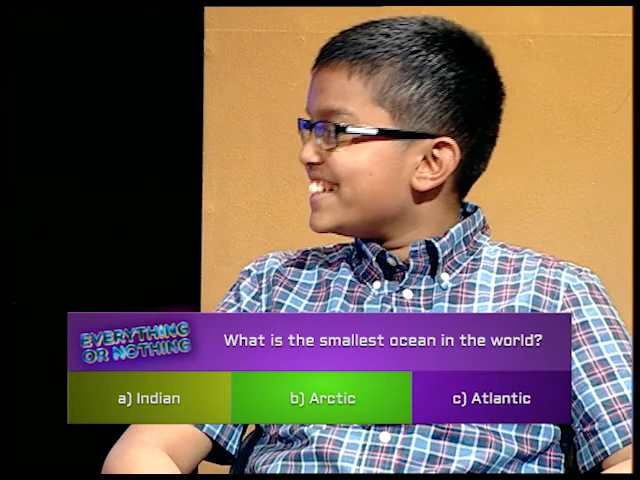 EVERYTHING
OR NOTHING
What is the smallest ocean in the world?
a) Indian
b) Arctic
c) Atlantic